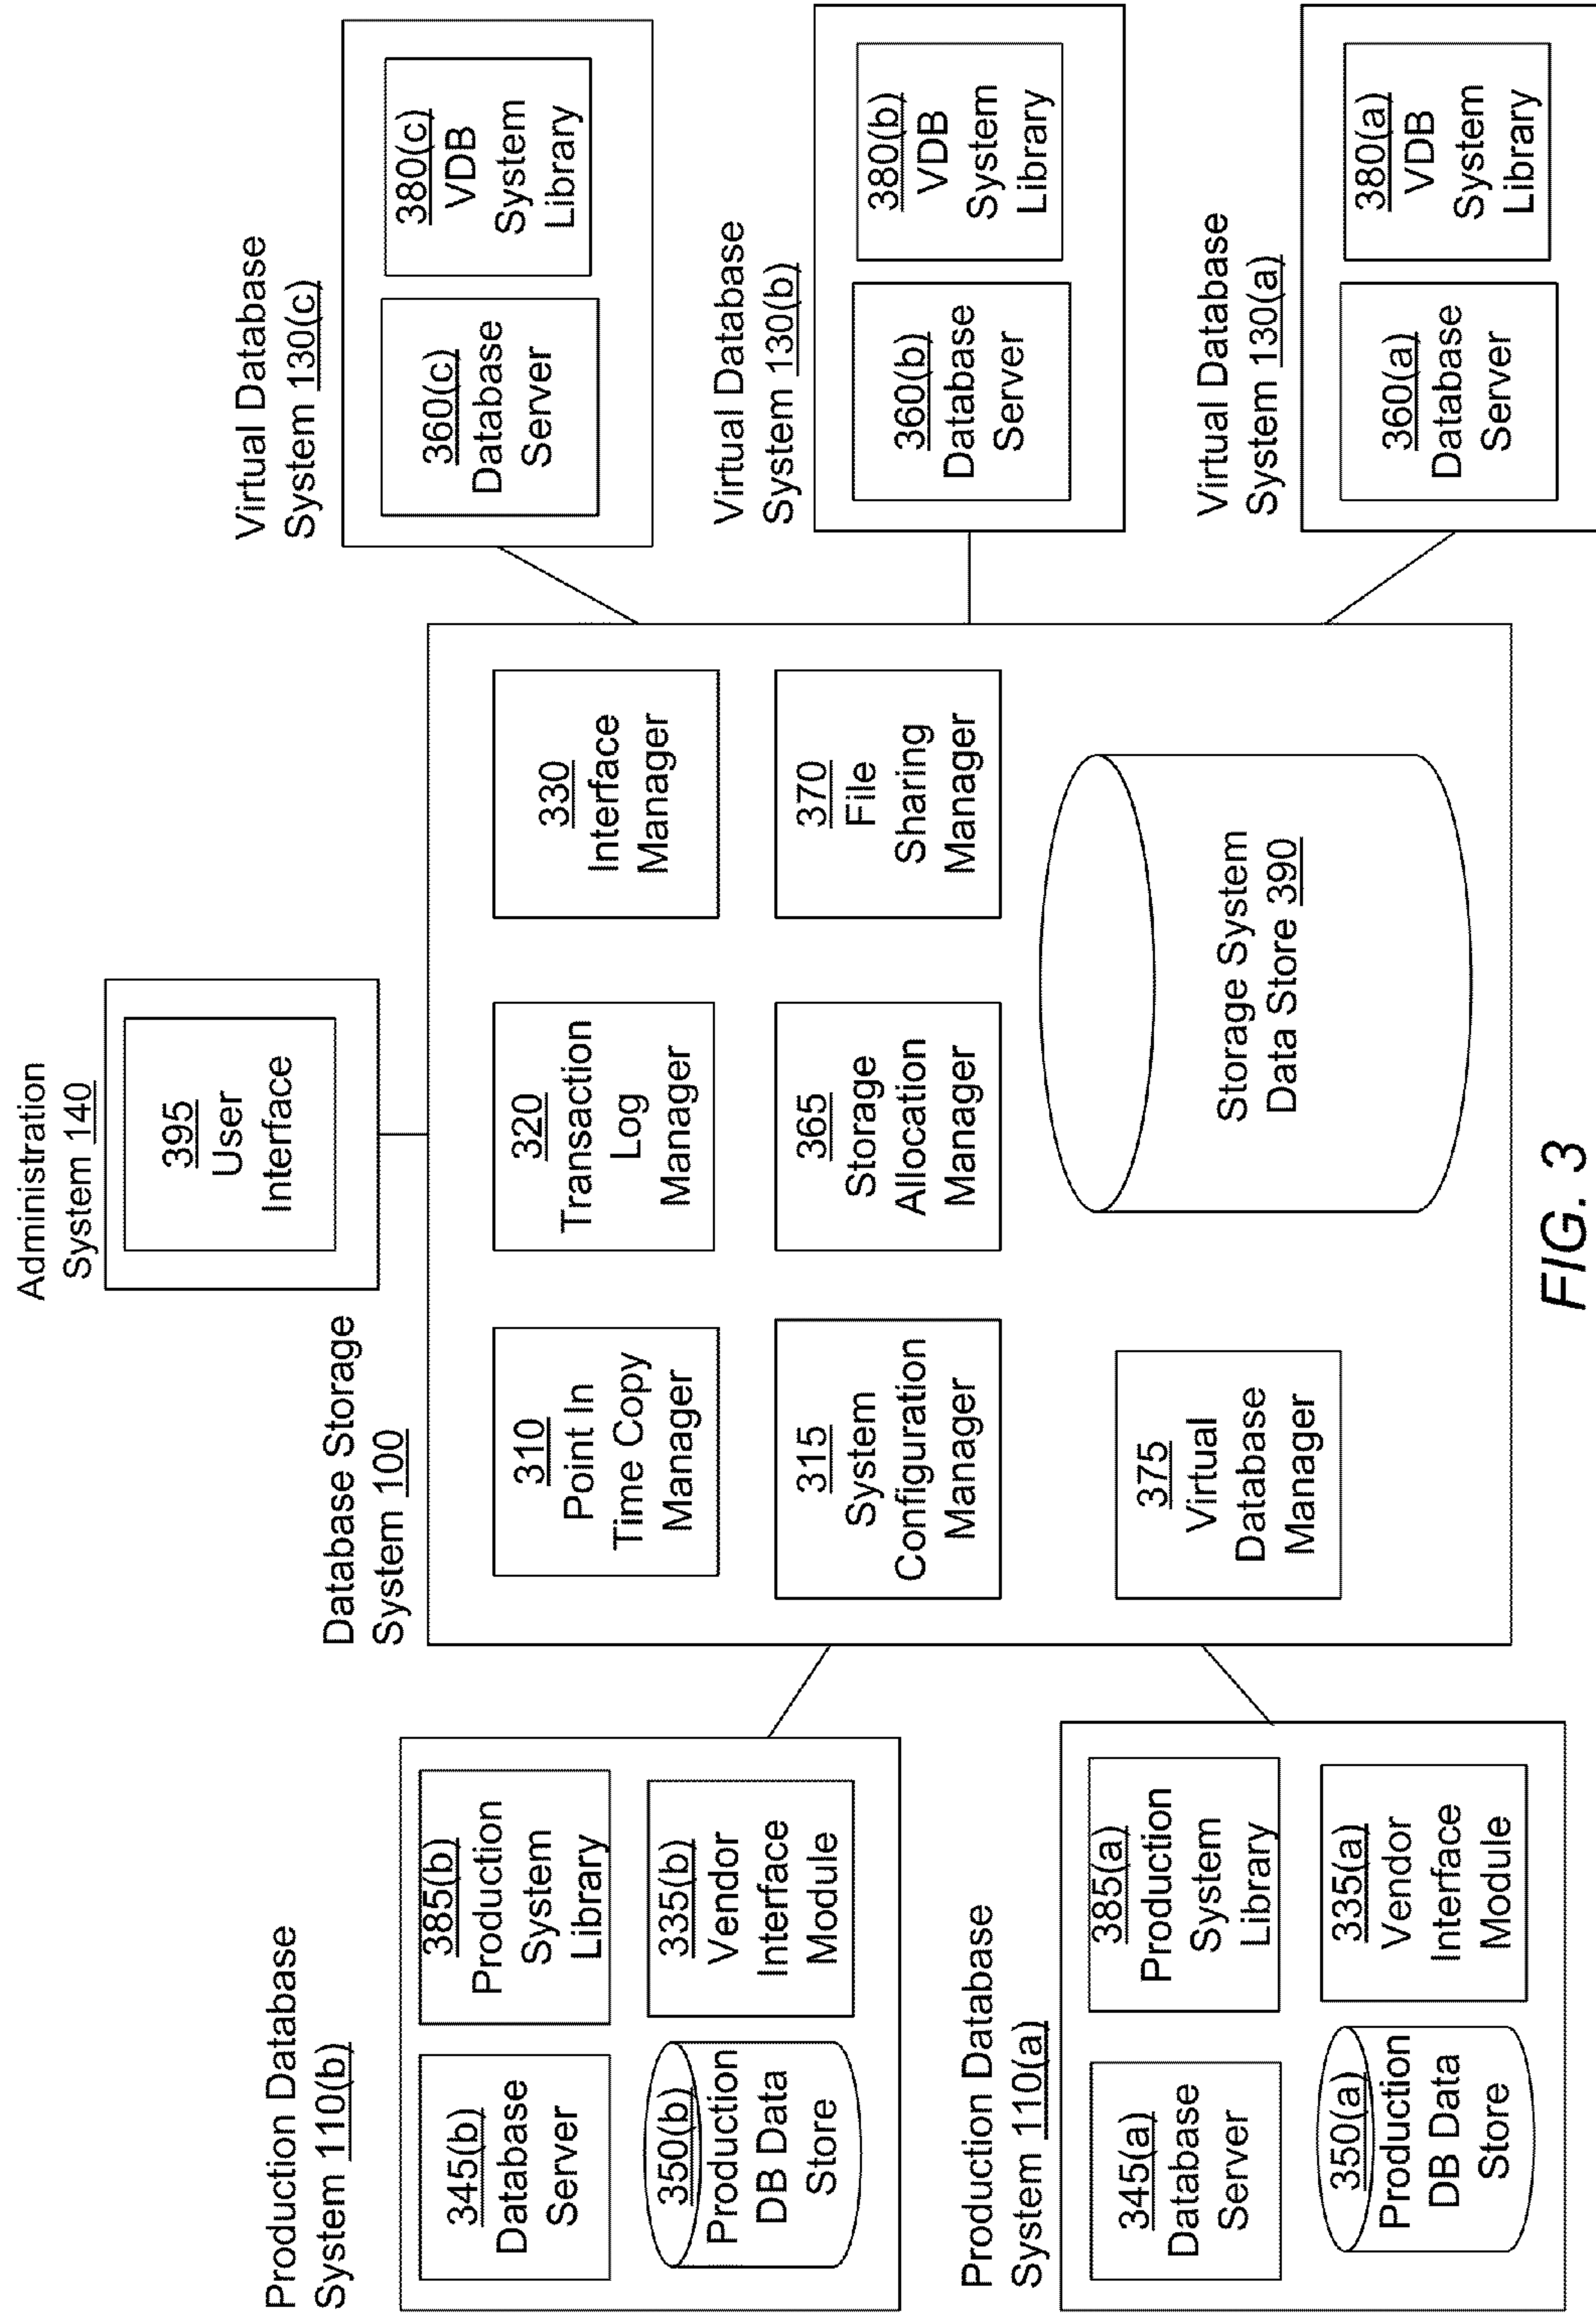 Administration
System 140
395
User
Interface
Production Database
System 110(b)
345(b)
Database
Server
385(b)
Production
System
Library
350(b)
Production
DB Data
Store
335(b)
Vendor
Interface
Module
Production Database
System 110(a)
345(a)
Database
Server
385(a)
Production
System
Library
350(a)
Production
DB Data
Store
335(a)
Vendor
Interface
Module
Database Storage
System 100
310
Point In
Time Copy
Manager
320
Transaction
Log
Manager
330
Interface
Manager
315
System
Configuration
Manager
365
Storage
Allocation
Manager
370
File
Sharing
Manager
375
Virtual
Database
Manager
Storage System
Data Store 390
Virtual Database
System 130(c)
360(c)
Database
Server
380(c)
VDB
System
Library
Virtual Database
System 130(b)
360(b)
Database
Server
380(b)
VDB
System
Library
Virtual Database
System 130(a)
360(a)
Database
Server
380(a)
VDB
System
Library
FIG. 3